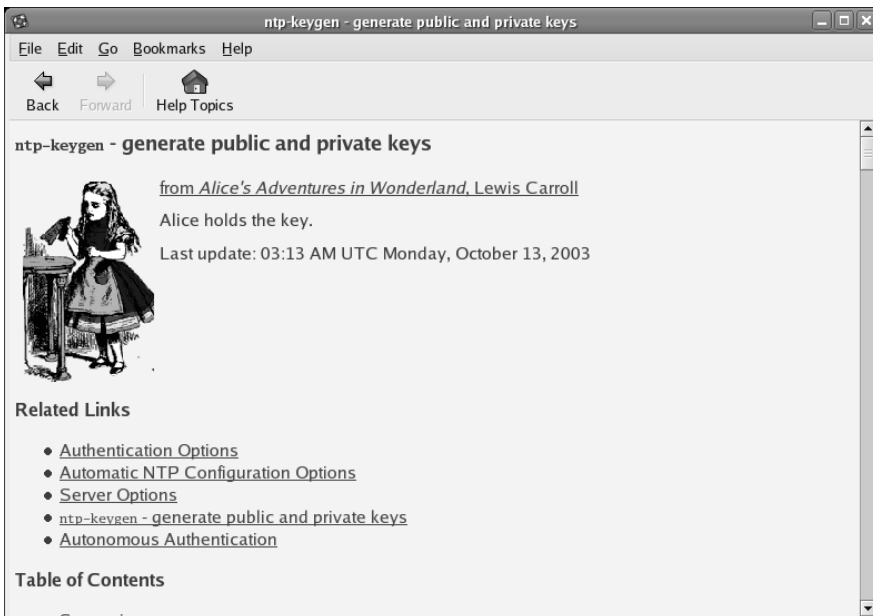 ntp-keygen - generate public and private keys
File Edit Go Bookmarks Help
Back Forward Help Topics
ntp-keygen - generate public and private keys
from Alice's Adventures in Wonderland, Lewis Carroll
Alice holds the key.
Last update: 03:13 AM UTC Monday, October 13, 2003
Related Links
Authentication Options
Automatic NTP Configuration Options
Server Options
ntp-keygen - generate public and private keys
Autonomous Authentication
Table of Contents